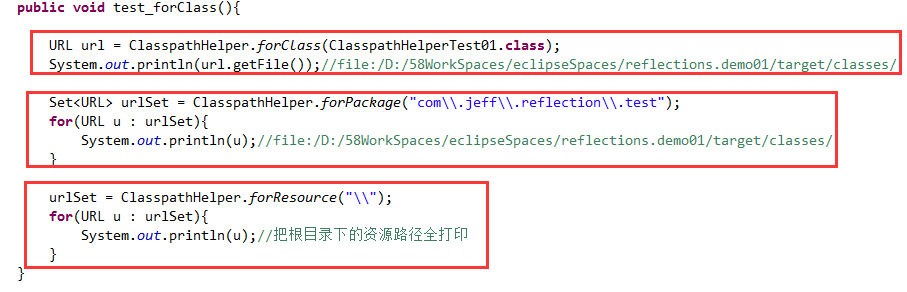 public void test_forClass(){
URL url = ClasspathHelper.forClass(ClasspathHelperTest01.class);
System.out.println(url.getFile());//file:/D:/58WorkSpaces/eclipseSpaces/reflections.demo01/target/classes/
Set<URL> urlSet = ClasspathHelper.forPackage("com\\.jeff\\.reflection\\.test");
for(URL u : urlSet){
System.out.println(u);//file:/D:/58WorkSpaces/eclipseSpaces/reflections.demo01/target/classes/
}
urlSet = ClasspathHelper.forResource("\\");
for(URL u : urlSet){
System.out.println(u);//把根目录下的资源路径全打印
}
}